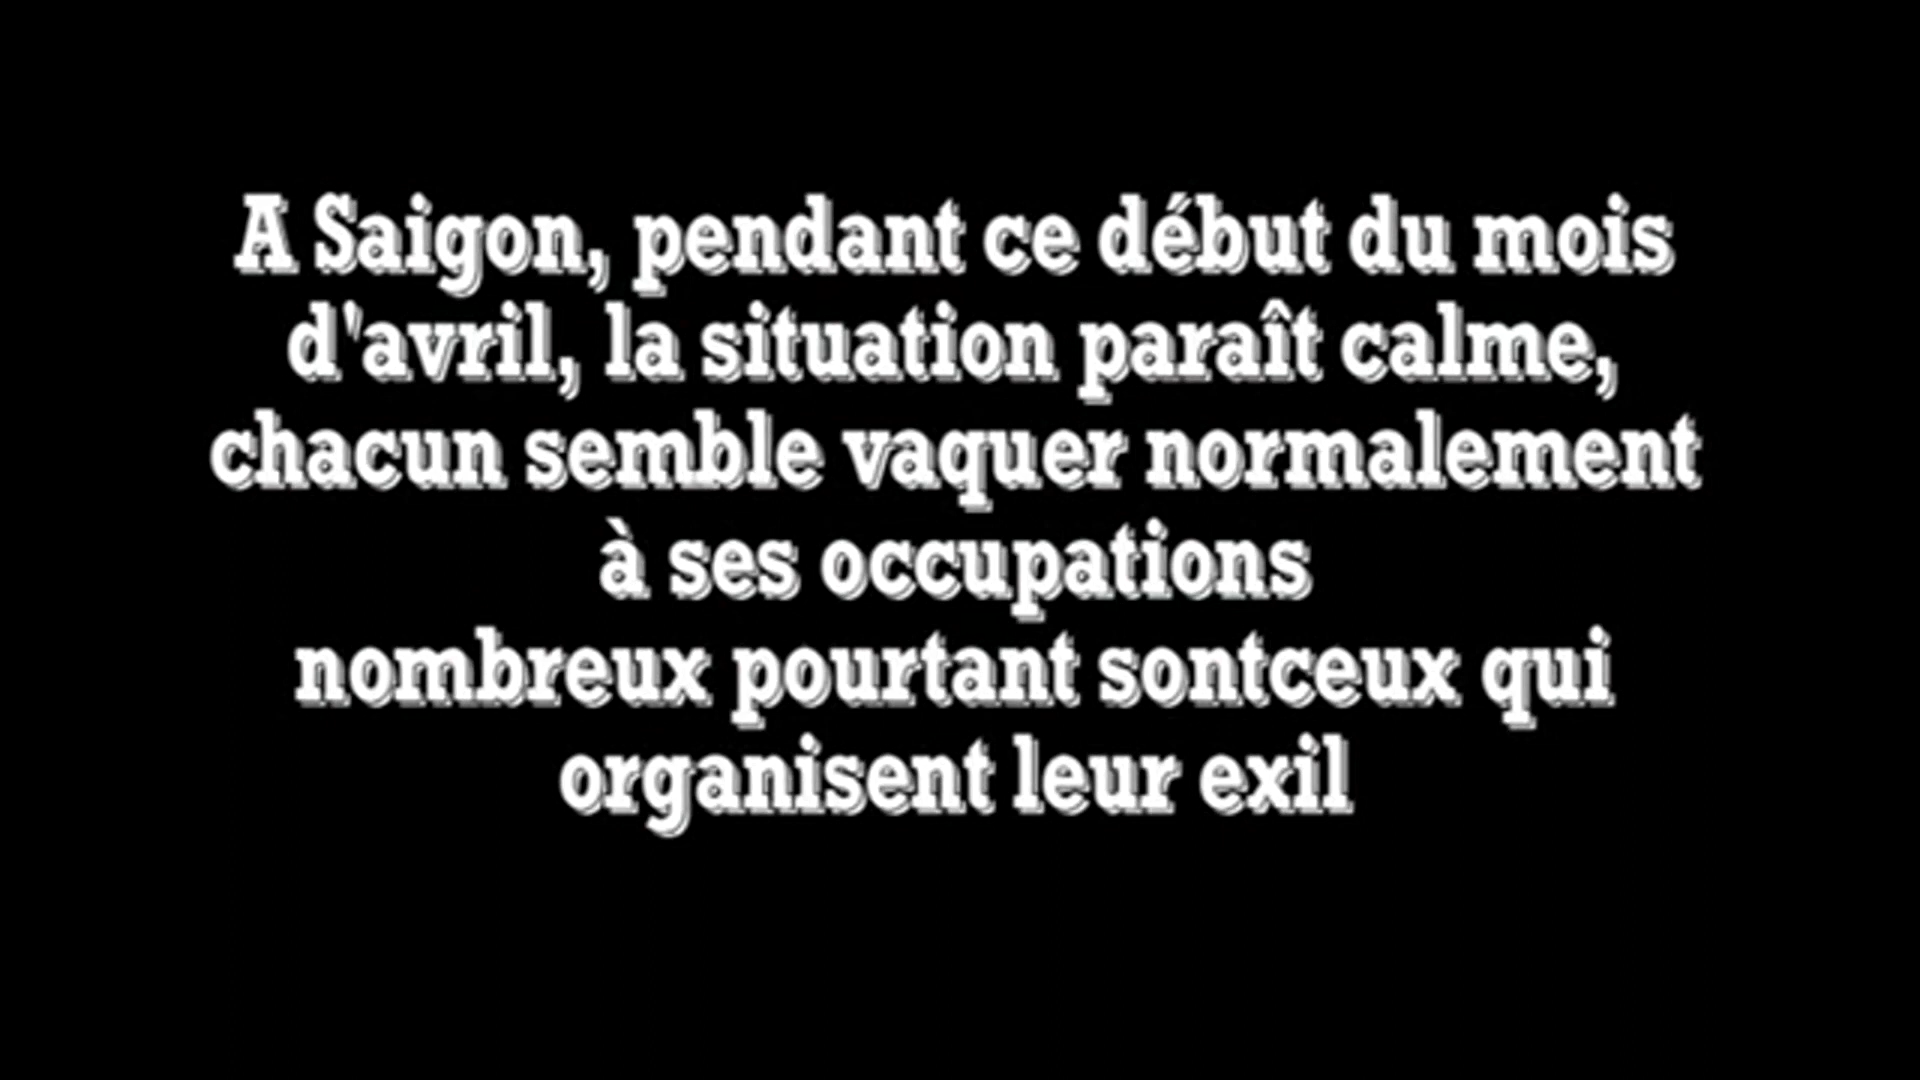 A Saigon, pendant ce début du mois
d'avril, la situation paraît calme,
chacun semble vaquer normalement
à ses occupations
nombreux pourtant sontceux qui
organisent leur exil